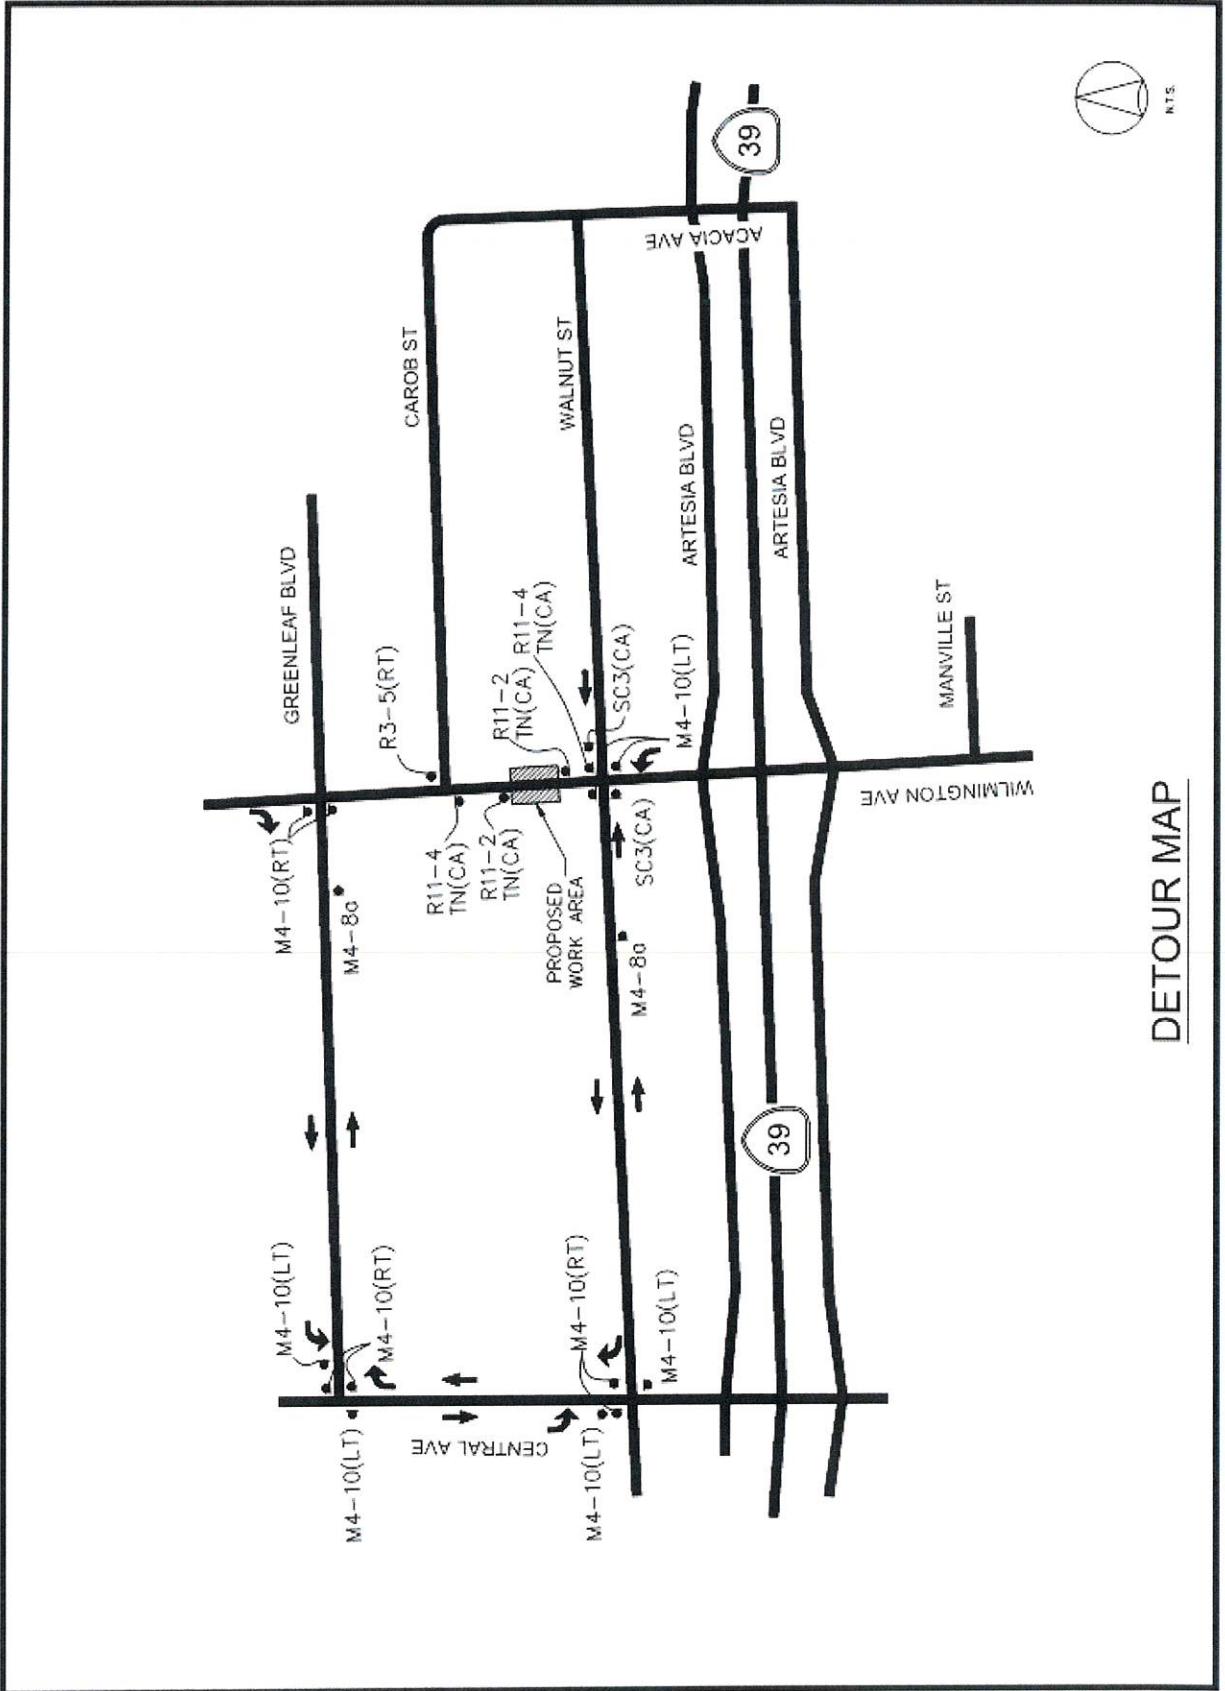 GREENLEAF BLVD
M4-10(LT)
M4-10(RT)
M4-10(RT)
M4-8a
M4-10(LT)
R3-5(RT)
CAROB ST
R11-4
TN(CA)
R11-2
TN(CA)
R11-2
TN(CA)
R11-4
TN(CA)
CENTRAL AVE
PROPOSED
WORK AREA
WALNUT ST
M4-10(RT)
M4-10(LT)
M4-10(LT)
M4-8a
SC3(CA)
SC3(CA)
M4-10(LT)
ACACIA AVE
ARTESIA BLVD
39
39
ARTESIA BLVD
WILMINGTON AVE
MANVILLE ST
N.T.S.
DETOUR MAP